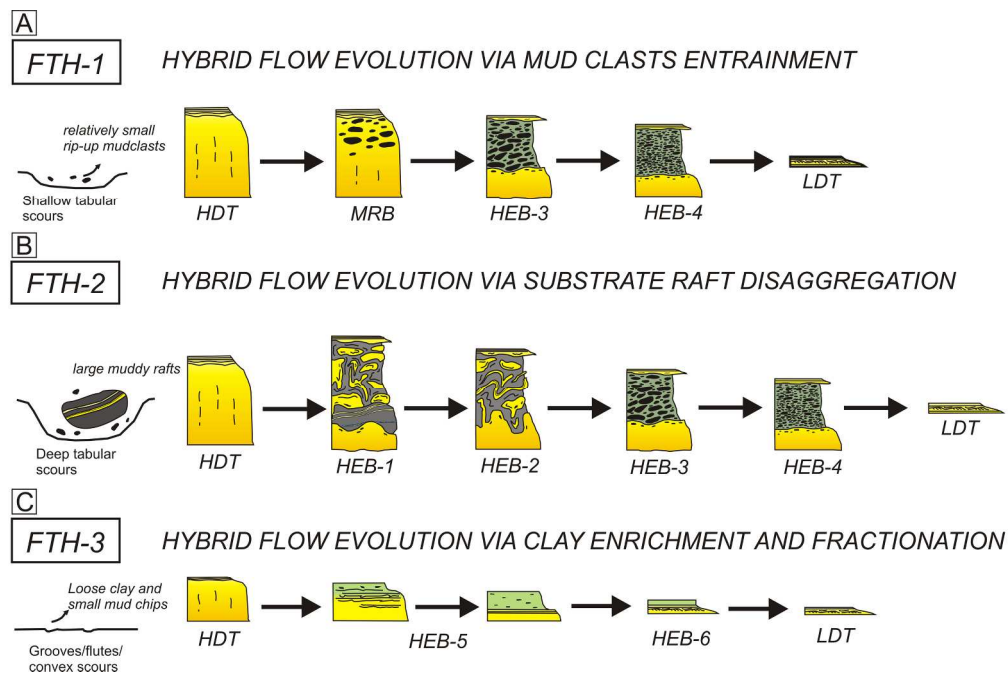 A
FTH-1
HYBRID FLOW EVOLUTION VIA MUD CLASTS ENTRAINMENT
relatively small
rip-up mudclasts
Shallow tabular
scours
HDT
MRB
HEB-3
HEB-4
LDT
B
FTH-2
HYBRID FLOW EVOLUTION VIA SUBSTRATE RAFT DISAGGREGATION
large muddy rafts
Deep tabular
scours
HDT
HEB-1
HEB-2
HEB-3
HEB-4
LDT
C
FTH-3
HYBRID FLOW EVOLUTION VIA CLAY ENRICHMENT AND FRACTIONATION
Loose clay and
small mud chips
Grooves/flutes/
convex scours
HDT
HEB-5
HEB-6
LDT